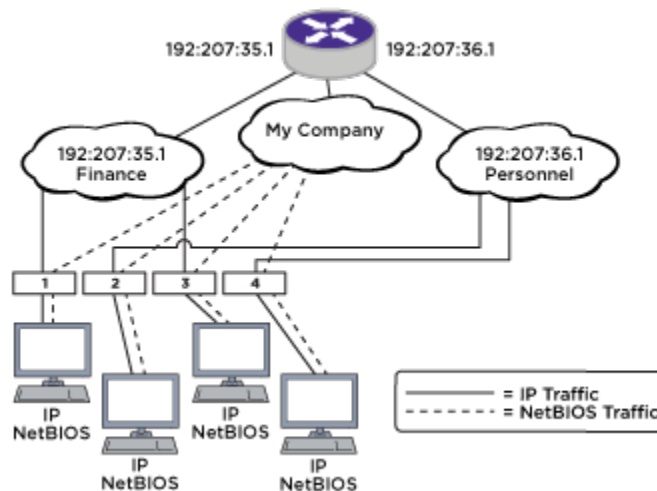 192:207:35.1
192:207:36.1
My Company
192:207:35.1
Finance
192:207:36.1
Personnel
1
2
3
4
IP
NetBIOS
IP
NetBIOS
IP
NetBIOS
IP
NetBIOS
= IP Traffic
= NetBIOS Traffic